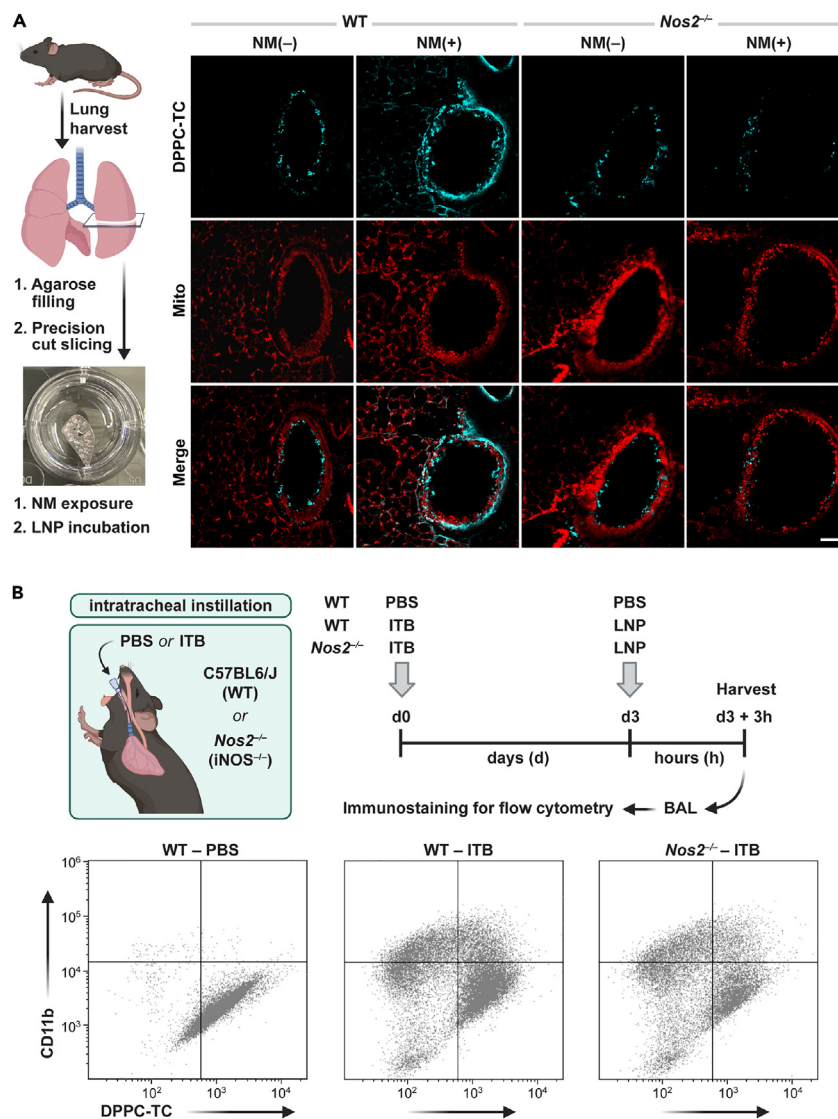 A
Lung
harvest
1. Agarose
filling
2. Precision
cut slicing
1. NM exposure
2. LNP incubation
WT
Nos2–/–
NM(–)
NM(+)
NM(–)
NM(+)
DPPC-TC
Mito
Merge
B
intratracheal instillation
PBS or ITB
C57BL6/J
(WT)
or
Nos2–/–
(iNOS–/–)
WT PBS PBS
WT ITB LNP
Nos2–/– ITB LNP
Harvest
d0 d3 d3 + 3h
days (d) hours (h)
Immunostaining for flow cytometry BAL
WT – PBS
WT – ITB
Nos2–/– – ITB
CD11b
10⁶
10⁵
10⁴
10³
10² 10³ 10⁴
10² 10³ 10⁴
10² 10³ 10⁴
DPPC-TC